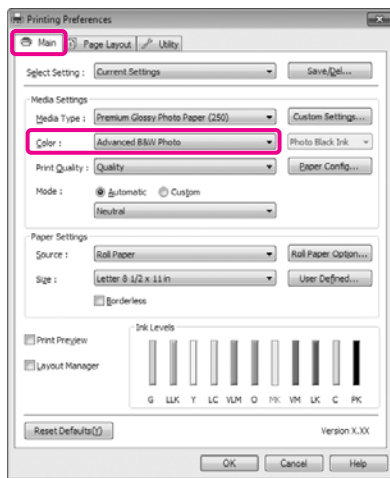 Printing Preferences
Main Page Layout Utility
Select Setting : Current Settings Save/Del...
Media Settings
Media Type : Premium Glossy Photo Paper (250) Custom Settings...
Color : Advanced B&W Photo Photo Black Ink
Print Quality : Quality Paper Config...
Mode : Automatic Custom
Neutral
Paper Settings
Source : Roll Paper Roll Paper Option...
Size : Letter 8 1/2 x 11 in User Defined...
Borderless
Ink Levels
Print Preview
Layout Manager
G LLK Y LC VLM O MK VM LK C PK
Reset Defaults(Y) Version X.XX
OK Cancel Help